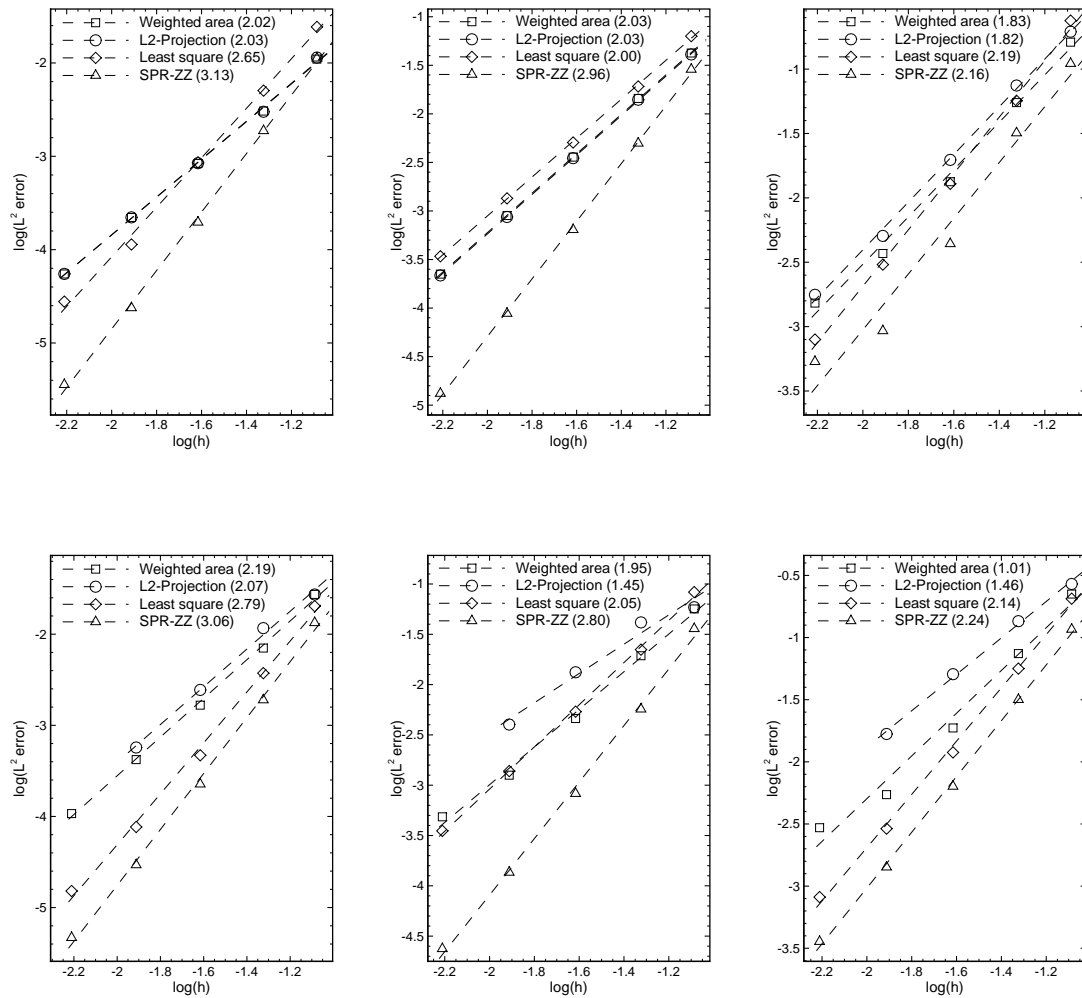 Weighted area (2.02)
L2-Projection (2.03)
Least square (2.65)
SPR-ZZ (3.13)
-2
-3
-4
-5
log(L² error)
-2.2 -2 -1.8 -1.6 -1.4 -1.2
log(h)
Weighted area (2.03)
L2-Projection (2.03)
Least square (2.00)
SPR-ZZ (2.96)
-1
-1.5
-2
-2.5
-3
-3.5
-4
-4.5
-5
log(L² error)
-2.2 -2 -1.8 -1.6 -1.4 -1.2
log(h)
Weighted area (1.83)
L2-Projection (1.82)
Least square (2.19)
SPR-ZZ (2.16)
-1
-1.5
-2
-2.5
-3
-3.5
log(L² error)
-2.2 -2 -1.8 -1.6 -1.4 -1.2
log(h)
Weighted area (2.19)
L2-Projection (2.07)
Least square (2.79)
SPR-ZZ (3.06)
-2
-3
-4
-5
log(L² error)
-2.2 -2 -1.8 -1.6 -1.4 -1.2
log(h)
Weighted area (1.95)
L2-Projection (1.45)
Least square (2.05)
SPR-ZZ (2.80)
-1
-1.5
-2
-2.5
-3
-3.5
-4
-4.5
log(L² error)
-2.2 -2 -1.8 -1.6 -1.4 -1.2
log(h)
Weighted area (1.01)
L2-Projection (1.46)
Least square (2.14)
SPR-ZZ (2.24)
-0.5
-1
-1.5
-2
-2.5
-3
-3.5
log(L² error)
-2.2 -2 -1.8 -1.6 -1.4 -1.2
log(h)